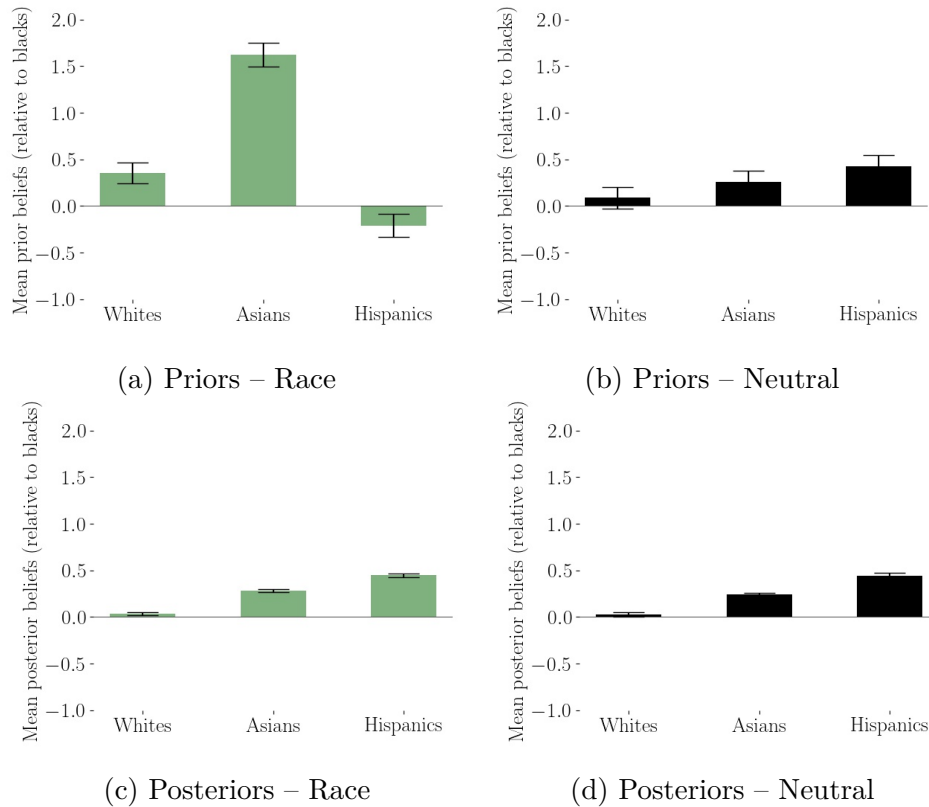 Mean prior beliefs (relative to blacks)
2.0
1.5
1.0
0.5
0.0
−0.5
−1.0
Whites Asians Hispanics
(a) Priors – Race
Mean prior beliefs (relative to blacks)
2.0
1.5
1.0
0.5
0.0
−0.5
−1.0
Whites Asians Hispanics
(b) Priors – Neutral
Mean posterior beliefs (relative to blacks)
2.0
1.5
1.0
0.5
0.0
−0.5
−1.0
Whites Asians Hispanics
(c) Posteriors – Race
Mean posterior beliefs (relative to blacks)
2.0
1.5
1.0
0.5
0.0
−0.5
−1.0
Whites Asians Hispanics
(d) Posteriors – Neutral